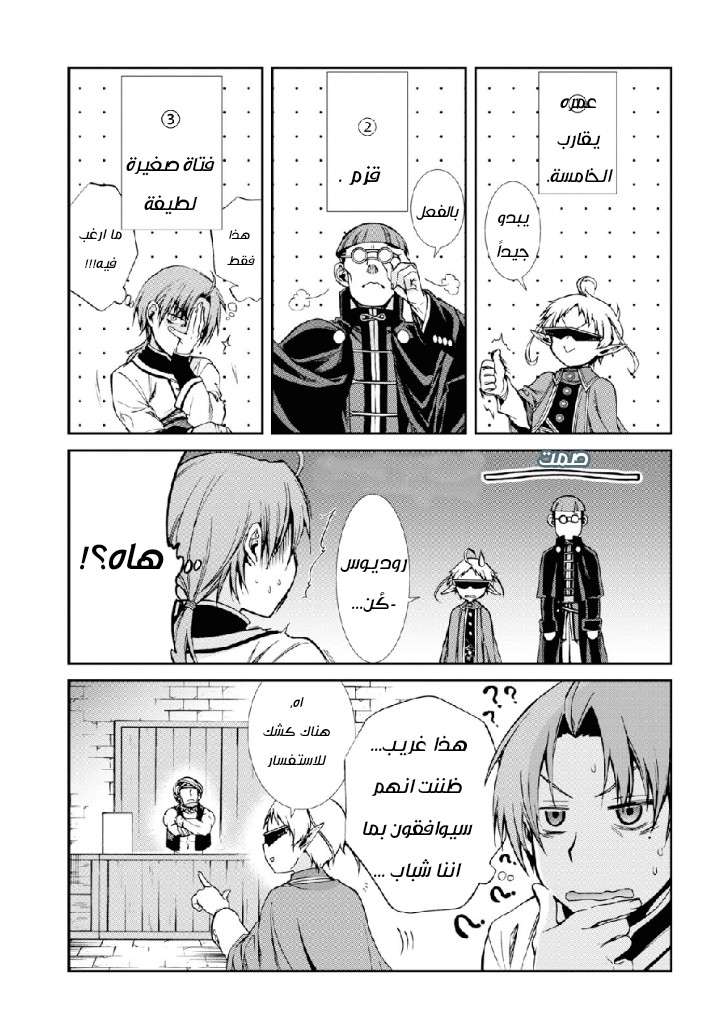 ① عمره
يقارب
الخامسة.
يبدو
جيداً
②
قزم .
بالفعل
③
فتاة صغيرة
لطيفة
هذا
فقط
ما ارغب
فيه!!!
صمت
روديوس
-كُن...
هاه؟!
؟؟؟
هذا غريب...
ظننت انهم
سيوافقون بما
اننا شباب ...
؟؟؟
اه,
هناك كشك
للاستفسار